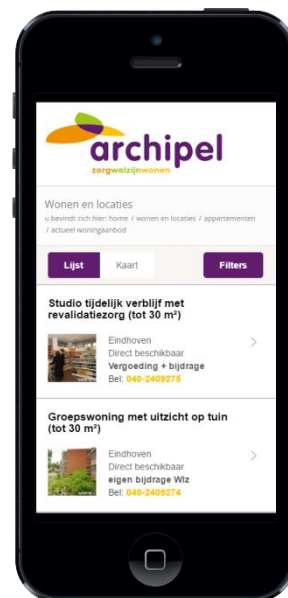 archipel
zorgwelzijnwonen
Wonen en locaties
u bevindt zich hier: home / wonen en locaties / appartementen
/ actueel woningaanbod
Lijst Kaart Filters
Studio tijdelijk verblijf met
revalidatiezorg (tot 30 m²)
Eindhoven
Direct beschikbaar
Vergoeding + bijdrage
Bel: 040-2409275
Groepswoning met uitzicht op tuin
(tot 30 m²)
Eindhoven
Direct beschikbaar
eigen bijdrage Wlz
Bel: 040-2409274